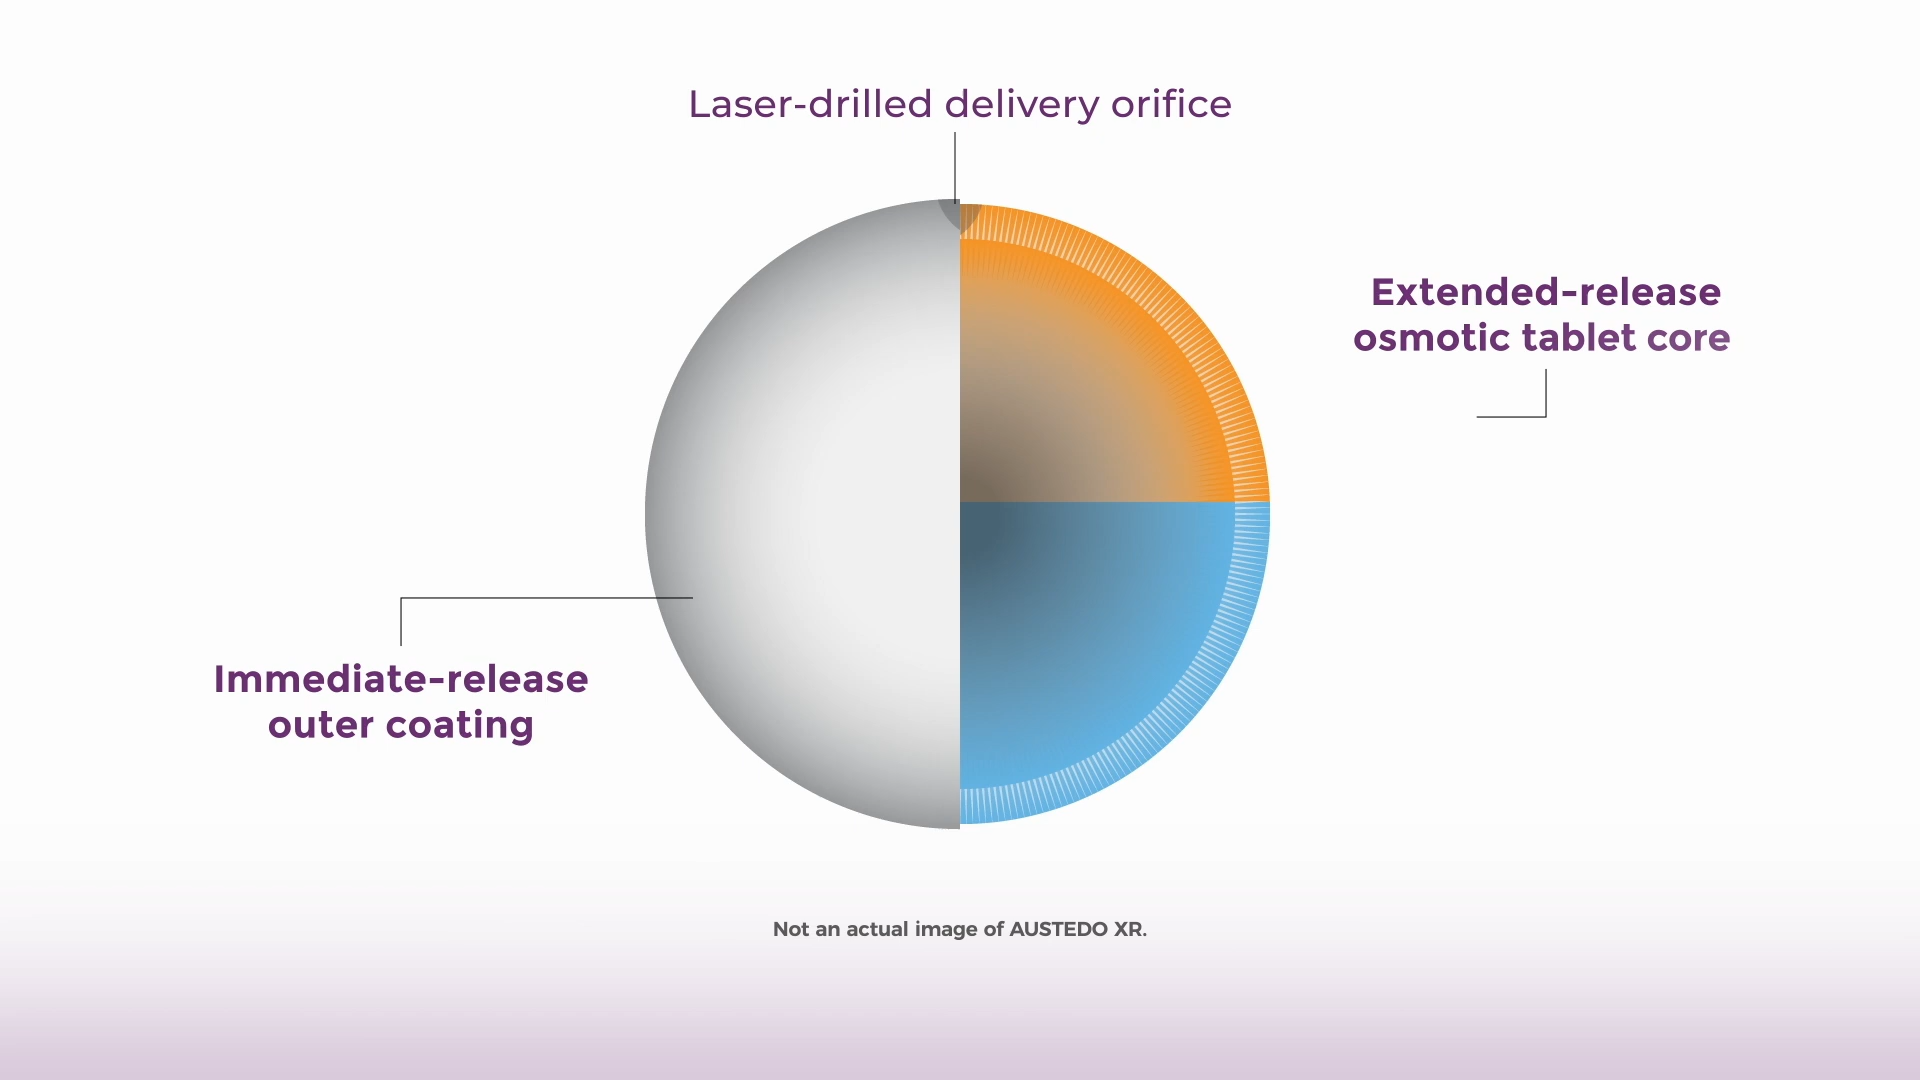 Laser-drilled delivery orifice
Extended-release
osmotic tablet core
Immediate-release
outer coating
Not an actual image of AUSTEDO XR.